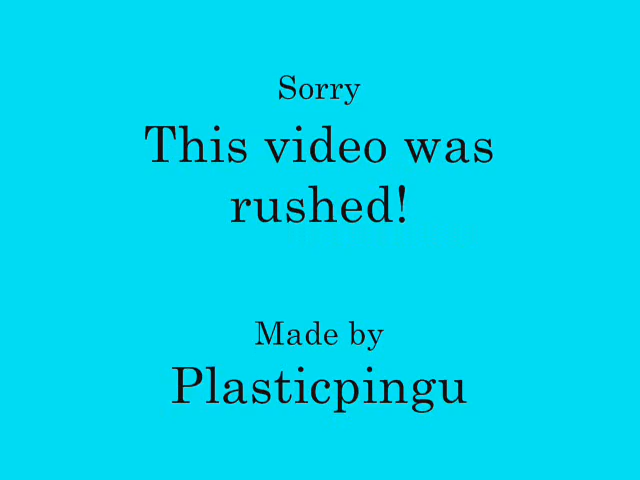 Sorry
This video was
rushed!
Made by
Plasticpingu